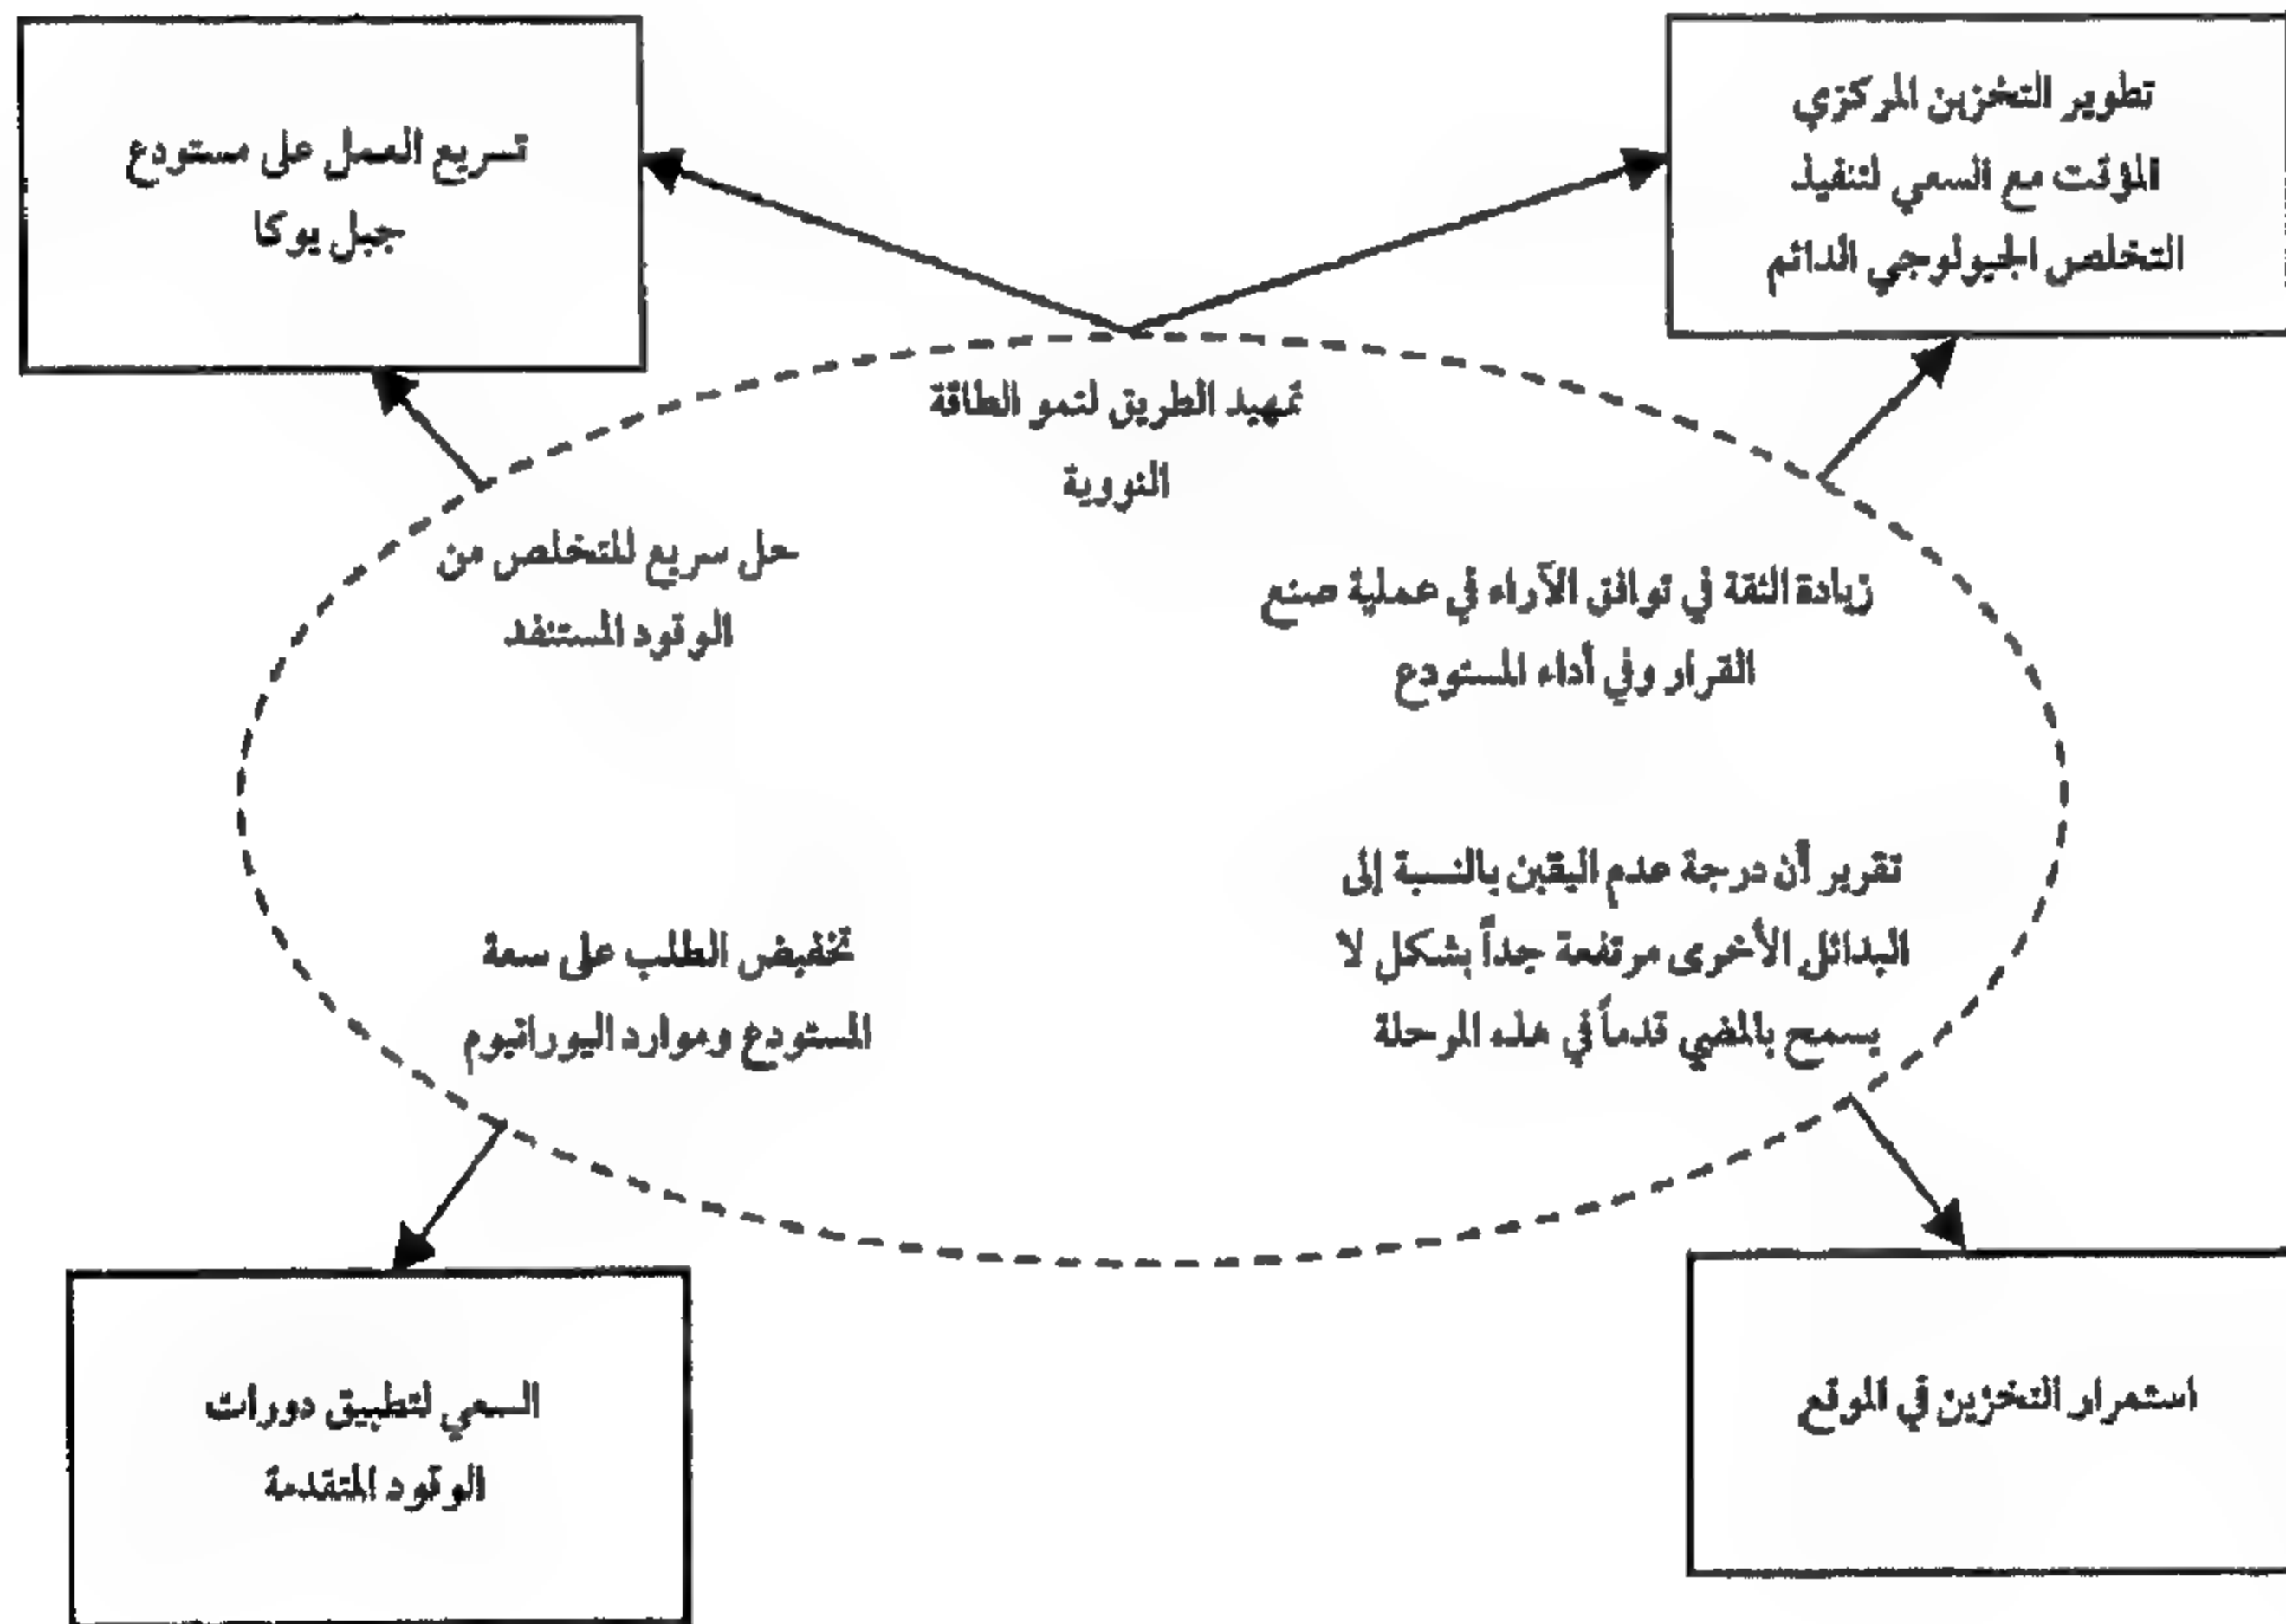 تطوير التخزين المركزي
المؤقت مع السعي لتنفيذ
التخلص الجيولوجي الدائم
تسريع العمل على مستودع
جبل يوكا
تمهيد الطريق لنمو الطاقة
النووية
زيادة الثقة في توافق الآراء في عملية صنع
القرار وفي أداء المستودع
حل سريع للتخلص من
الوقود المستنفد
تقرير أن درجة عدم اليقين بالنسبة إلى
البدائل الأخرى مرتفعة جداً بشكل لا
يسمح بالمضي قدماً في هذه المرحلة
تخفيض الطلب على سعة
المستودع وموارد اليورانيوم
استمرار التخزين في الموقع
السعي لتطبيق دورات
الوقود المتقدمة